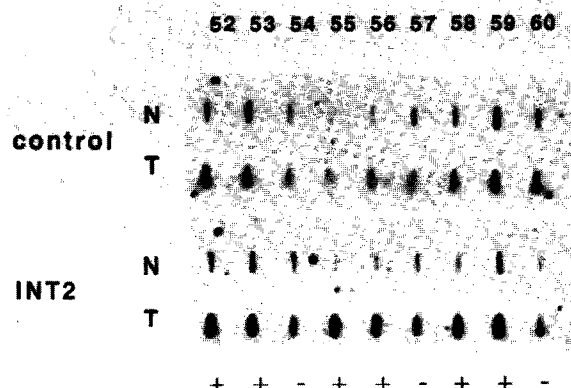 52 53 54 55 56 57 58 59 60
N
control
T
N
INT2
T
+ + - + + - + + -